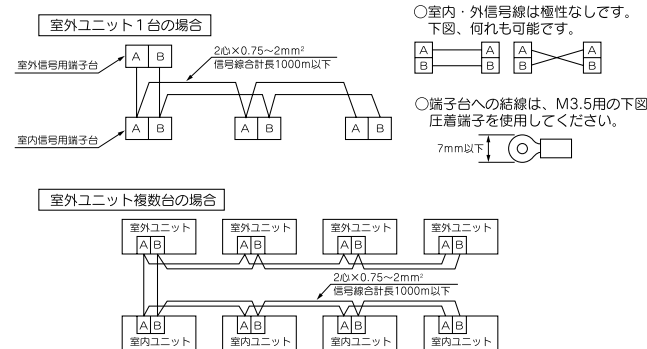 室外ユニット1台の場合
室外信号用端子台
A B
2心×0.75～2mm²
信号線合計長1000m以下
室内信号用端子台
A B
A B
A B
○室内・外信号線は極性なしです。
下図、何れも可能です。
A A
B B
A A
B B
○端子台への結線は、M3.5用の下図
圧着端子を使用してください。
7mm以下
室外ユニット複数台の場合
室外ユニット 室外ユニット 室外ユニット 室外ユニット
A B A B A B A B
2心×0.75～2mm²
信号線合計長1000m以下
A B A B A B A B
室内ユニット 室内ユニット 室内ユニット 室内ユニット